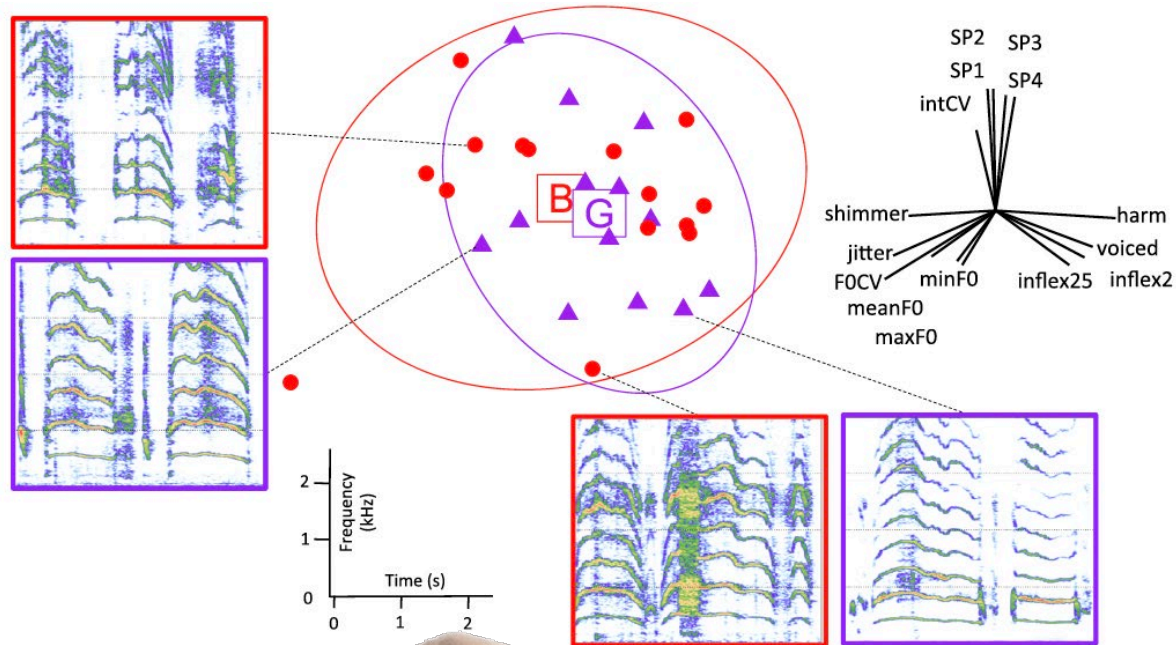 SP2 SP3
SP1 SP4
intCV
B
G
shimmer harm
jitter voiced
F0CV minF0 inflex25 inflex2
meanF0
maxF0
2
1
0
Frequency
(kHz)
Time (s)
0 1 2